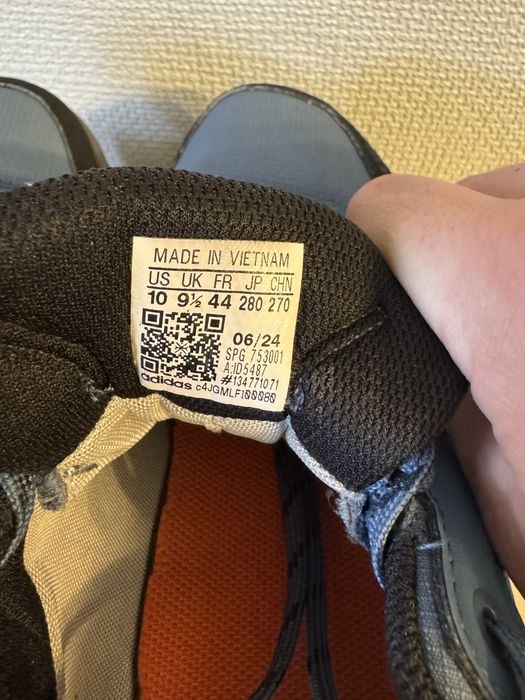 MADE IN VIETNAM
US UK FR JP CHN
10 9½ 44 280 270
06/24
SPG 753001
A:ID5487
#134771071
adidas c4JGMLFI00080